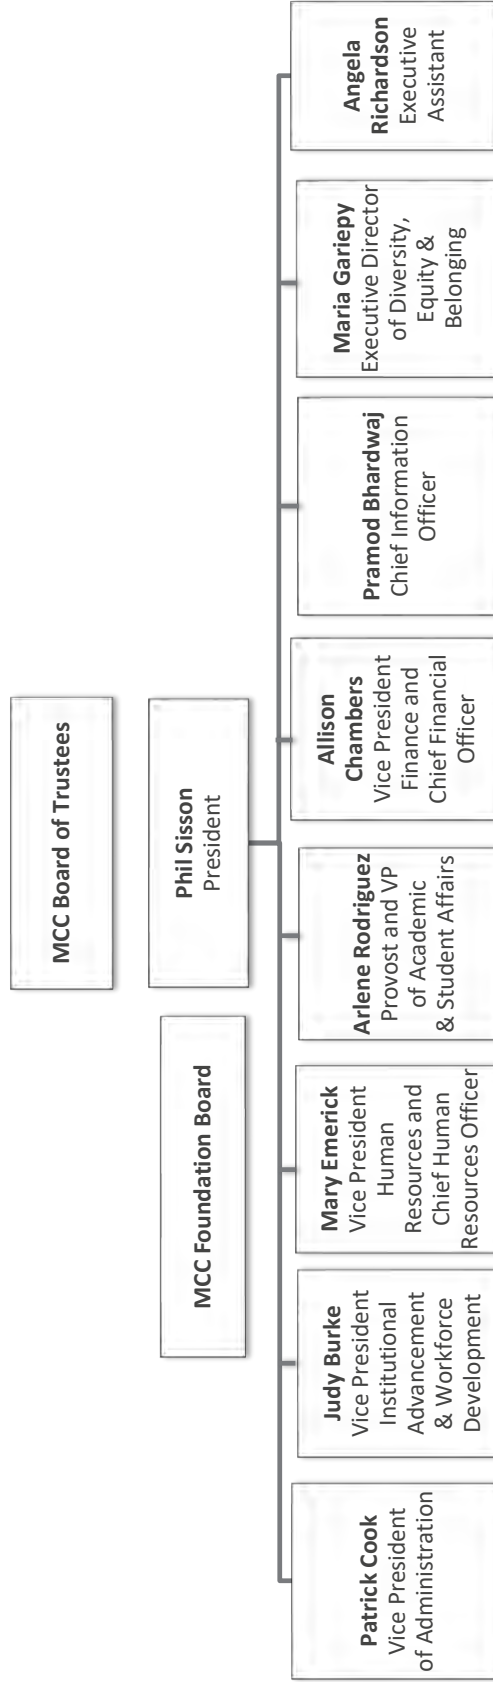 MCC Board of Trustees
MCC Foundation Board
Phil Sisson
President
Patrick Cook
Vice President
of Administration
Judy Burke
Vice President
Institutional
Advancement
& Workforce
Development
Mary Emerick
Vice President
Human
Resources and
Chief Human
Resources Officer
Arlene Rodriguez
Provost and VP
of Academic
& Student Affairs
Allison
Chambers
Vice President
Finance and
Chief Financial
Officer
Pramod Bhardwaj
Chief Information
Officer
Maria Gariepy
Executive Director
of Diversity,
Equity &
Belonging
Angela
Richardson
Executive
Assistant